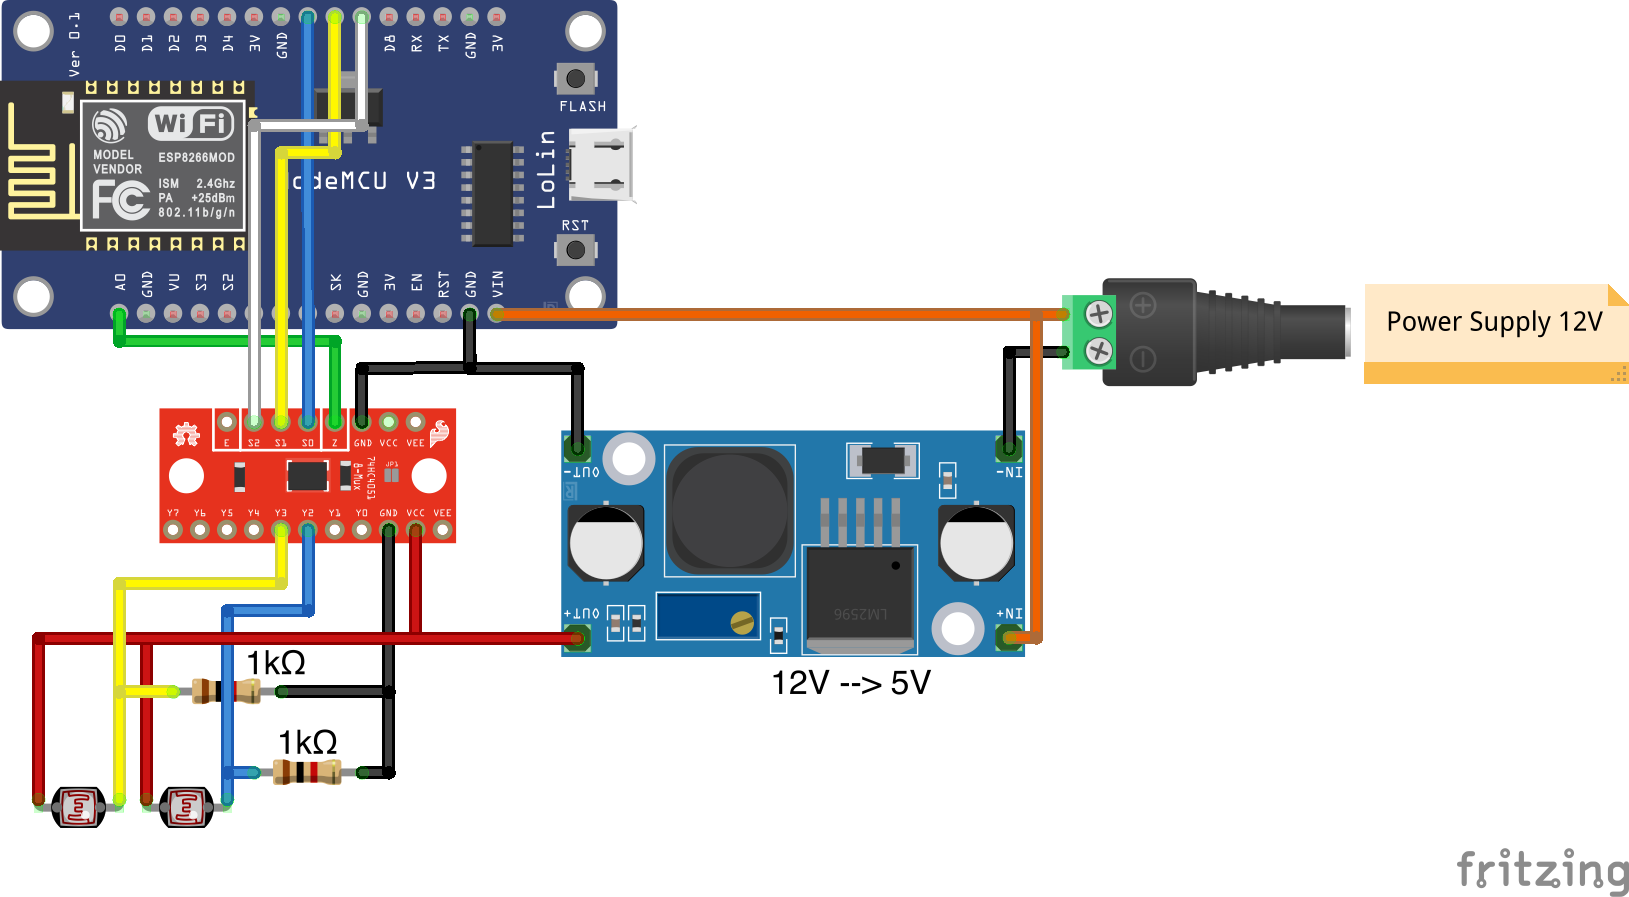 Ver 0.1
D0 D1 D2 D3 D4 3V GND D8 RX TX GND 3V
FLASH
WiFi
MODEL
VENDOR
ESP8266MOD
FC
ISM 2.4Ghz
PA +25dBm
802.11b/g/n
odeMCU V3
LoLin
RST
A0 GND VU S3 S2 SK GND 3V EN RST GND VIN
Power Supply 12V
E S2 S1 S0 Z GND VCC VEE
74HC4051
8-Mux
JP1
Y7 Y6 Y5 Y4 Y3 Y2 Y1 Y0 GND VCC VEE
OUT-
IN-
LM2596
OUT+
IN+
12V --> 5V
1kΩ
1kΩ
fritzing